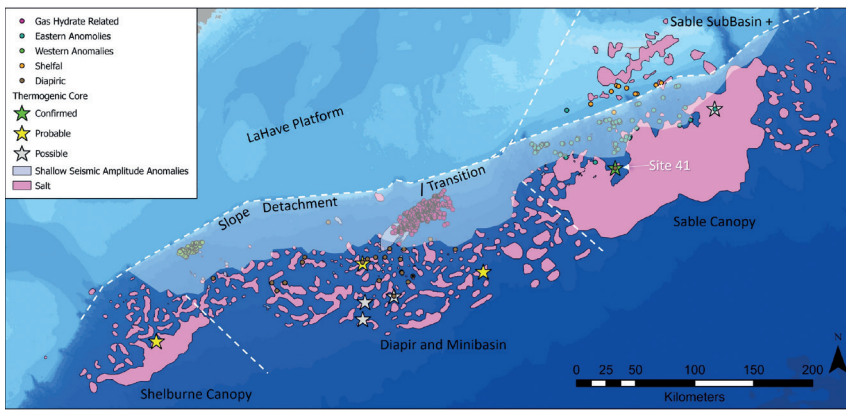 Gas Hydrate Related
Eastern Anomolies
Western Anomalies
Shelfal
Diapiric
Thermogenic Core
Confirmed
Probable
Possible
Shallow Seismic Amplitude Anomalies
Salt
Sable SubBasin +
LaHave Platform
Site 41
Slope Detachment / Transition
Sable Canopy
Diapir and Minibasin
Shelburne Canopy
N
0 25 50 100 150 200
Kilometers